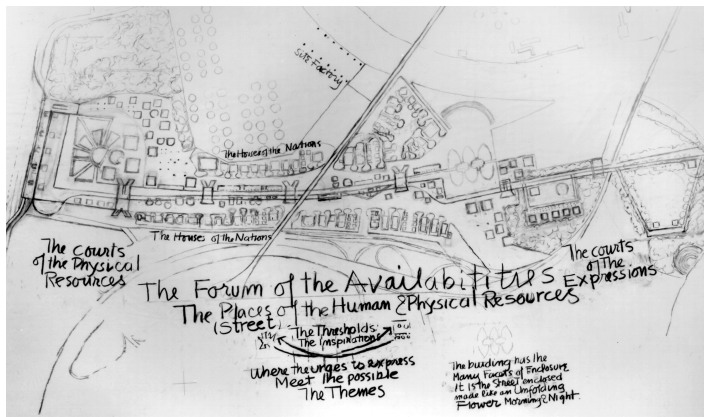 Silk Factory
The House of the Nations
The Houses of the Nations
The Courts
of the Physical
Resources
The Courts
of The
Expressions
The Forum of the Availabitities
The Places of the Human & Physical Resources
(Street)
The Thresholds
The Inspiration
Where the urges to express
Meet the possible
The Themes
The building has the
Many Facets of Enclosure
It is the Street enclosed
made like an Unfolding
Flower Morning & Night.